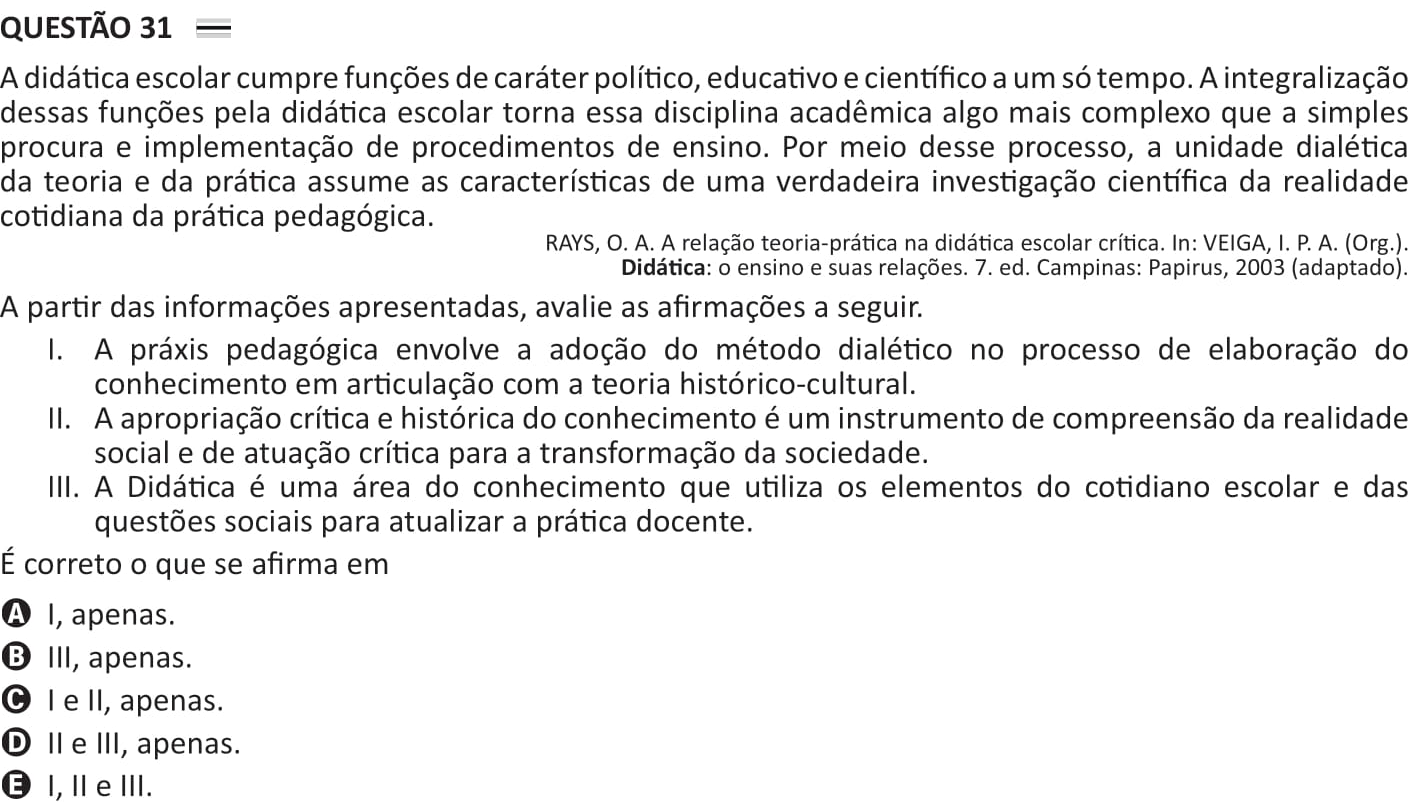 QUESTÃO 31
A didática escolar cumpre funções de caráter político, educativo e científico a um só tempo. A integralização
dessas funções pela didática escolar torna essa disciplina acadêmica algo mais complexo que a simples
procura e implementação de procedimentos de ensino. Por meio desse processo, a unidade dialética
da teoria e da prática assume as características de uma verdadeira investigação científica da realidade
cotidiana da prática pedagógica.
RAYS, O. A. A relação teoria-prática na didática escolar crítica. In: VEIGA, I. P. A. (Org.).
Didática: o ensino e suas relações. 7. ed. Campinas: Papirus, 2003 (adaptado).
A partir das informações apresentadas, avalie as afirmações a seguir.
I. A práxis pedagógica envolve a adoção do método dialético no processo de elaboração do
conhecimento em articulação com a teoria histórico-cultural.
II. A apropriação crítica e histórica do conhecimento é um instrumento de compreensão da realidade
social e de atuação crítica para a transformação da sociedade.
III. A Didática é uma área do conhecimento que utiliza os elementos do cotidiano escolar e das
questões sociais para atualizar a prática docente.
É correto o que se afirma em
A I, apenas.
B III, apenas.
C I e II, apenas.
D II e III, apenas.
E I, II e III.